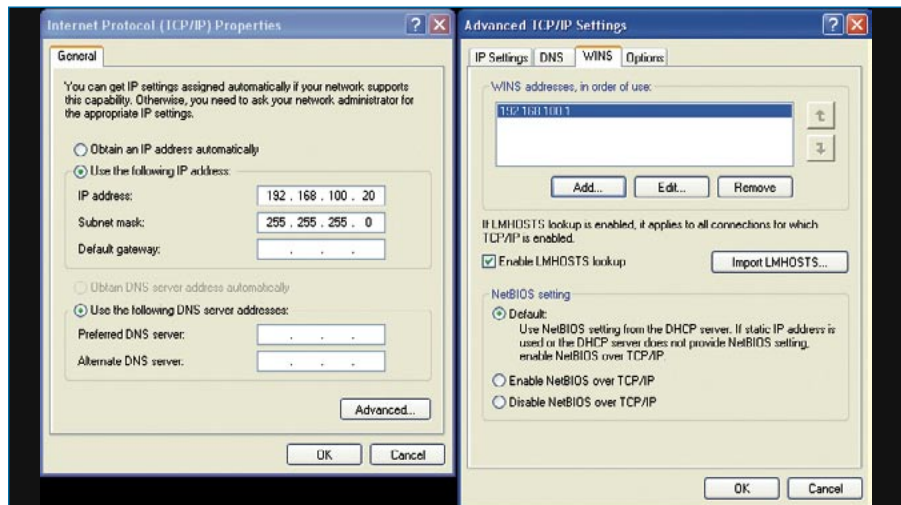 Internet Protocol (TCP/IP) Properties
General
You can get IP settings assigned automatically if your network supports
this capability. Otherwise, you need to ask your network administrator for
the appropriate IP settings.
Obtain an IP address automatically
Use the following IP address:
IP address: 192 . 168 . 100 . 20
Subnet mask: 255 . 255 . 255 . 0
Default gateway: . . .
Obtain DNS server address automatically
Use the following DNS server addresses:
Preferred DNS server: . . .
Alternate DNS server: . . .
Advanced...
OK Cancel
Advanced TCP/IP Settings
IP Settings DNS WINS Options
WINS addresses, in order of use:
192.168.100.1
Add... Edit... Remove
If LMHOSTS lookup is enabled, it applies to all connections for which
TCP/IP is enabled.
Enable LMHOSTS lookup Import LMHOSTS...
NetBIOS setting
Default:
Use NetBIOS setting from the DHCP server. If static IP address is
used or the DHCP server does not provide NetBIOS setting,
enable NetBIOS over TCP/IP.
Enable NetBIOS over TCP/IP
Disable NetBIOS over TCP/IP
OK Cancel